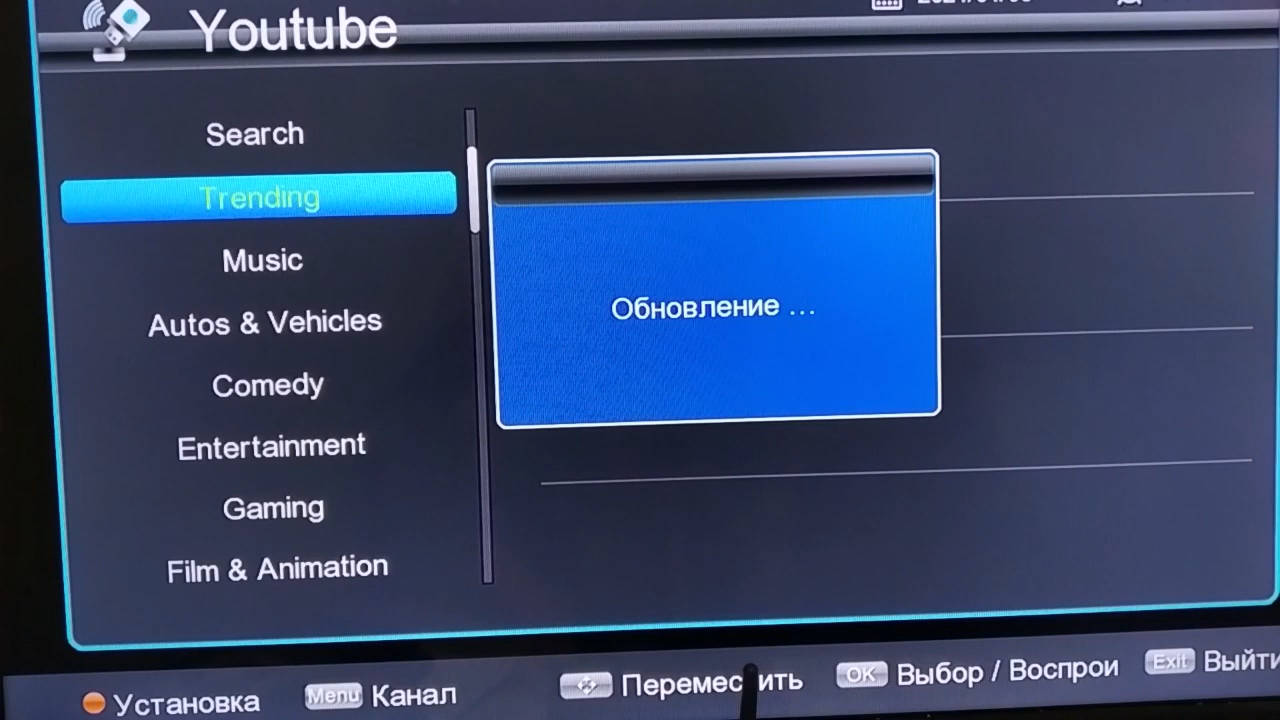 Youtube
Search
Trending
Music
Autos & Vehicles
Comedy
Entertainment
Gaming
Film & Animation
Обновление ...
Установка
Menu Канал
OK Выбор / Воспрои
Exit Выйти